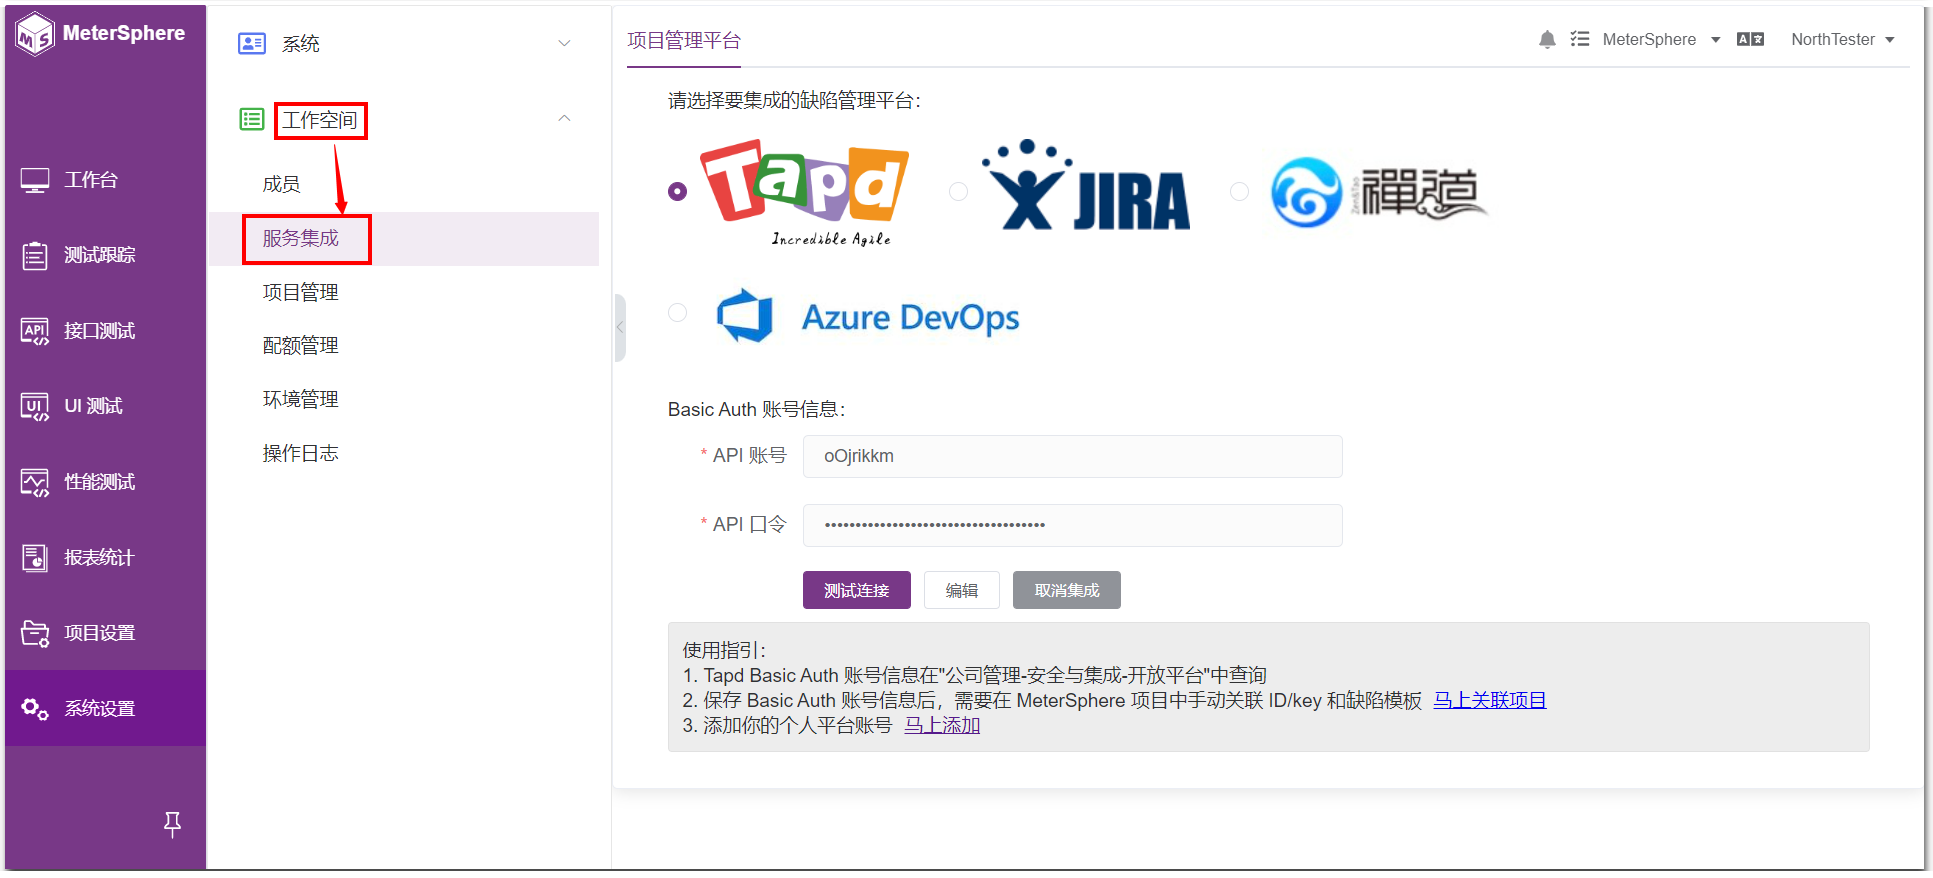 MeterSphere
工作台
测试跟踪
API 接口测试
UI UI 测试
性能测试
报表统计
项目设置
系统设置
系统
工作空间
成员
服务集成
项目管理
配额管理
环境管理
操作日志
项目管理平台
MeterSphere
NorthTester
请选择要集成的缺陷管理平台：
Tapd
Incredible Agile
JIRA
Zen&Tao 禅道
Azure DevOps
Basic Auth 账号信息：
* API 账号 oOjrikkm
* API 口令 ••••••••••••••••••••••••••••••••••••
测试连接 编辑 取消集成
使用指引：
1. Tapd Basic Auth 账号信息在"公司管理-安全与集成-开放平台"中查询
2. 保存 Basic Auth 账号信息后，需要在 MeterSphere 项目中手动关联 ID/key 和缺陷模板 马上关联项目
3. 添加你的个人平台账号 马上添加